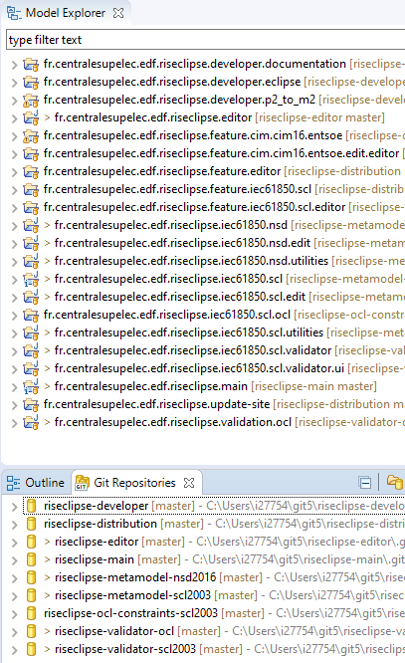 Model Explorer
type filter text
fr.centralesupelec.edf.riseclipse.developer.documentation [riseclipse-
fr.centralesupelec.edf.riseclipse.developer.eclipse [riseclipse-develope
fr.centralesupelec.edf.riseclipse.developer.p2_to_m2 [riseclipse-devel
> fr.centralesupelec.edf.riseclipse.editor [riseclipse-editor master]
fr.centralesupelec.edf.riseclipse.feature.cim.cim16.entsoe [riseclipse-d
fr.centralesupelec.edf.riseclipse.feature.cim.cim16.entsoe.edit.editor [
fr.centralesupelec.edf.riseclipse.feature.editor [riseclipse-distribution
fr.centralesupelec.edf.riseclipse.feature.iec61850.scl [riseclipse-distrib
fr.centralesupelec.edf.riseclipse.feature.iec61850.scl.editor [riseclipse-
> fr.centralesupelec.edf.riseclipse.iec61850.nsd [riseclipse-metamode
> fr.centralesupelec.edf.riseclipse.iec61850.nsd.edit [riseclipse-metam
> fr.centralesupelec.edf.riseclipse.iec61850.nsd.utilities [riseclipse-me
> fr.centralesupelec.edf.riseclipse.iec61850.scl [riseclipse-metamodel-
> fr.centralesupelec.edf.riseclipse.iec61850.scl.edit [riseclipse-metamo
fr.centralesupelec.edf.riseclipse.iec61850.scl.ocl [riseclipse-ocl-constra
> fr.centralesupelec.edf.riseclipse.iec61850.scl.utilities [riseclipse-met
> fr.centralesupelec.edf.riseclipse.iec61850.scl.validator [riseclipse-vali
> fr.centralesupelec.edf.riseclipse.iec61850.scl.validator.ui [riseclipse-v
> fr.centralesupelec.edf.riseclipse.main [riseclipse-main master]
fr.centralesupelec.edf.riseclipse.update-site [riseclipse-distribution ma
> fr.centralesupelec.edf.riseclipse.validation.ocl [riseclipse-validator-o
Outline Git Repositories
riseclipse-developer [master] - C:\Users\i27754\git5\riseclipse-develo
riseclipse-distribution [master] - C:\Users\i27754\git5\riseclipse-distri
> riseclipse-editor [master] - C:\Users\i27754\git5\riseclipse-editor\.g
> riseclipse-main [master] - C:\Users\i27754\git5\riseclipse-main\.git
> riseclipse-metamodel-nsd2016 [master] - C:\Users\i27754\git5\rise
> riseclipse-metamodel-scl2003 [master] - C:\Users\i27754\git5\risec
riseclipse-ocl-constraints-scl2003 [master] - C:\Users\i27754\git5\rise
> riseclipse-validator-ocl [master] - C:\Users\i27754\git5\riseclipse-va
> riseclipse-validator-scl2003 [master] - C:\Users\i27754\git5\riseclips